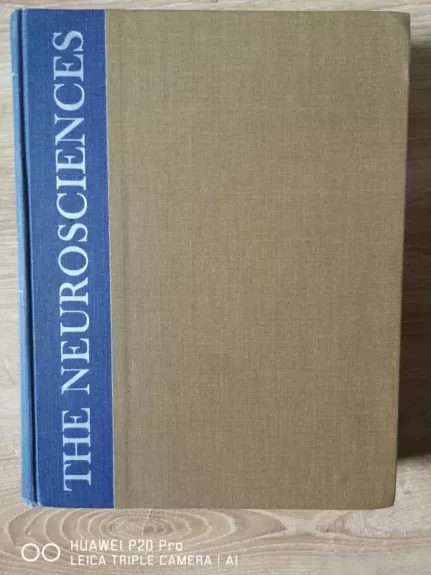 THE NEUROSCIENCES
HUAWEI P20 Pro
LEICA TRIPLE CAMERA | AI